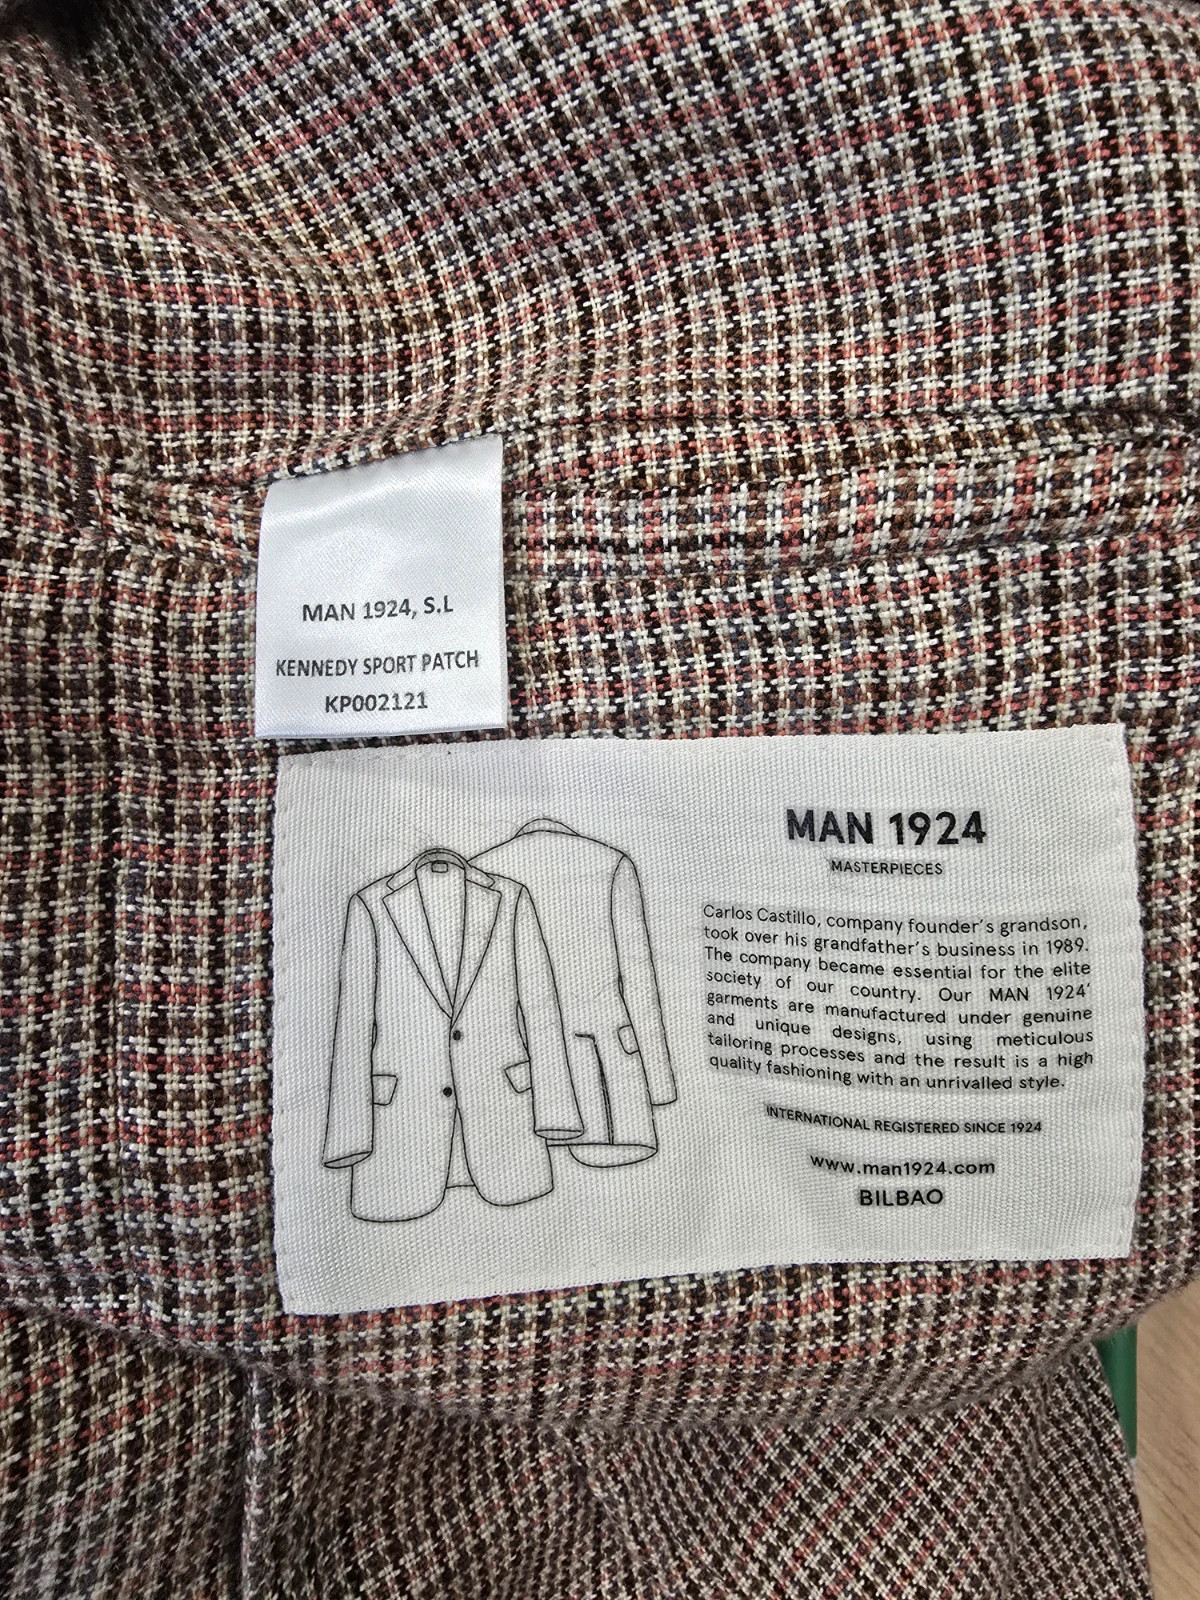 MAN 1924, S.L
KENNEDY SPORT PATCH
KP002121
MAN 1924
MASTERPIECES
Carlos Castillo, company founder's grandson,
took over his grandfather's business in 1989.
The company became essential for the elite
society of our country. Our MAN 1924'
garments are manufactured under genuine
and unique designs, using meticulous
tailoring processes and the result is a high
quality fashioning with an unrivalled style.
INTERNATIONAL REGISTERED SINCE 1924
www.man1924.com
BILBAO